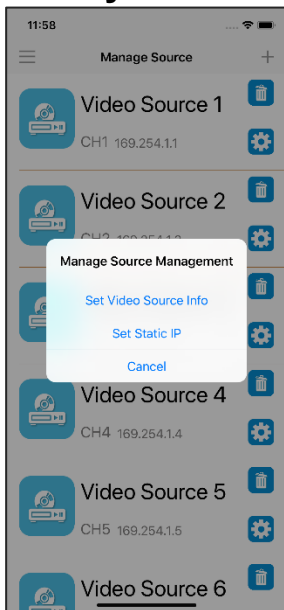 11:58
Manage Source
Video Source 1
CH1 169.254.1.1
Video Source 2
Manage Source Management
Set Video Source Info
Set Static IP
Cancel
Video Source 4
CH4 169.254.1.4
Video Source 5
CH5 169.254.1.5
Video Source 6